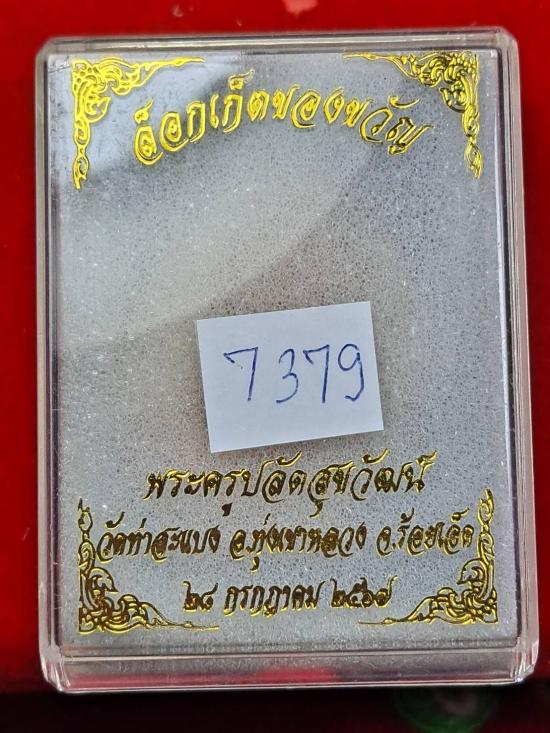 ล็อกเก็ตของขวัญ
7379
พระครูปลัดสุขวัฒน์
วัดท่าสะแบง อ.ทุ่งเขาหลวง จ.ร้อยเอ็ด
๒๘ กรกฎาคม ๒๕๖๗